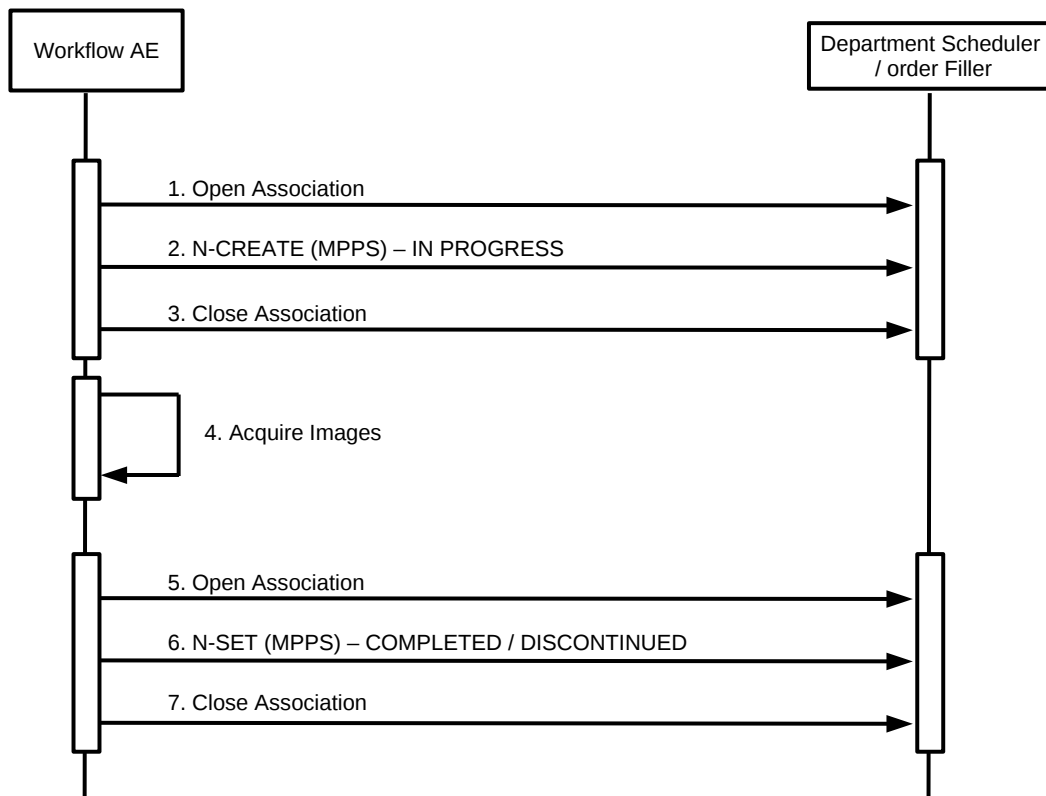 Workflow AE
Department Scheduler
/ order Filler
1. Open Association
2. N-CREATE (MPPS) – IN PROGRESS
3. Close Association
4. Acquire Images
5. Open Association
6. N-SET (MPPS) – COMPLETED / DISCONTINUED
7. Close Association